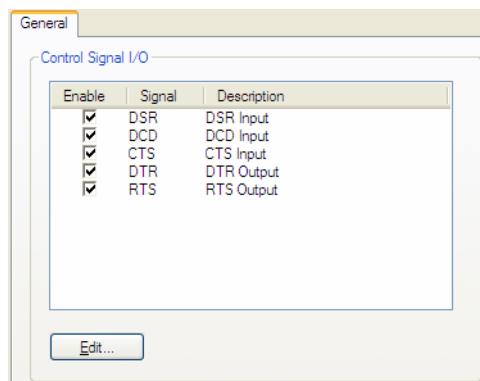 General
Control Signal I/O
Enable Signal Description
DSR DSR Input
DCD DCD Input
CTS CTS Input
DTR DTR Output
RTS RTS Output
Edit...